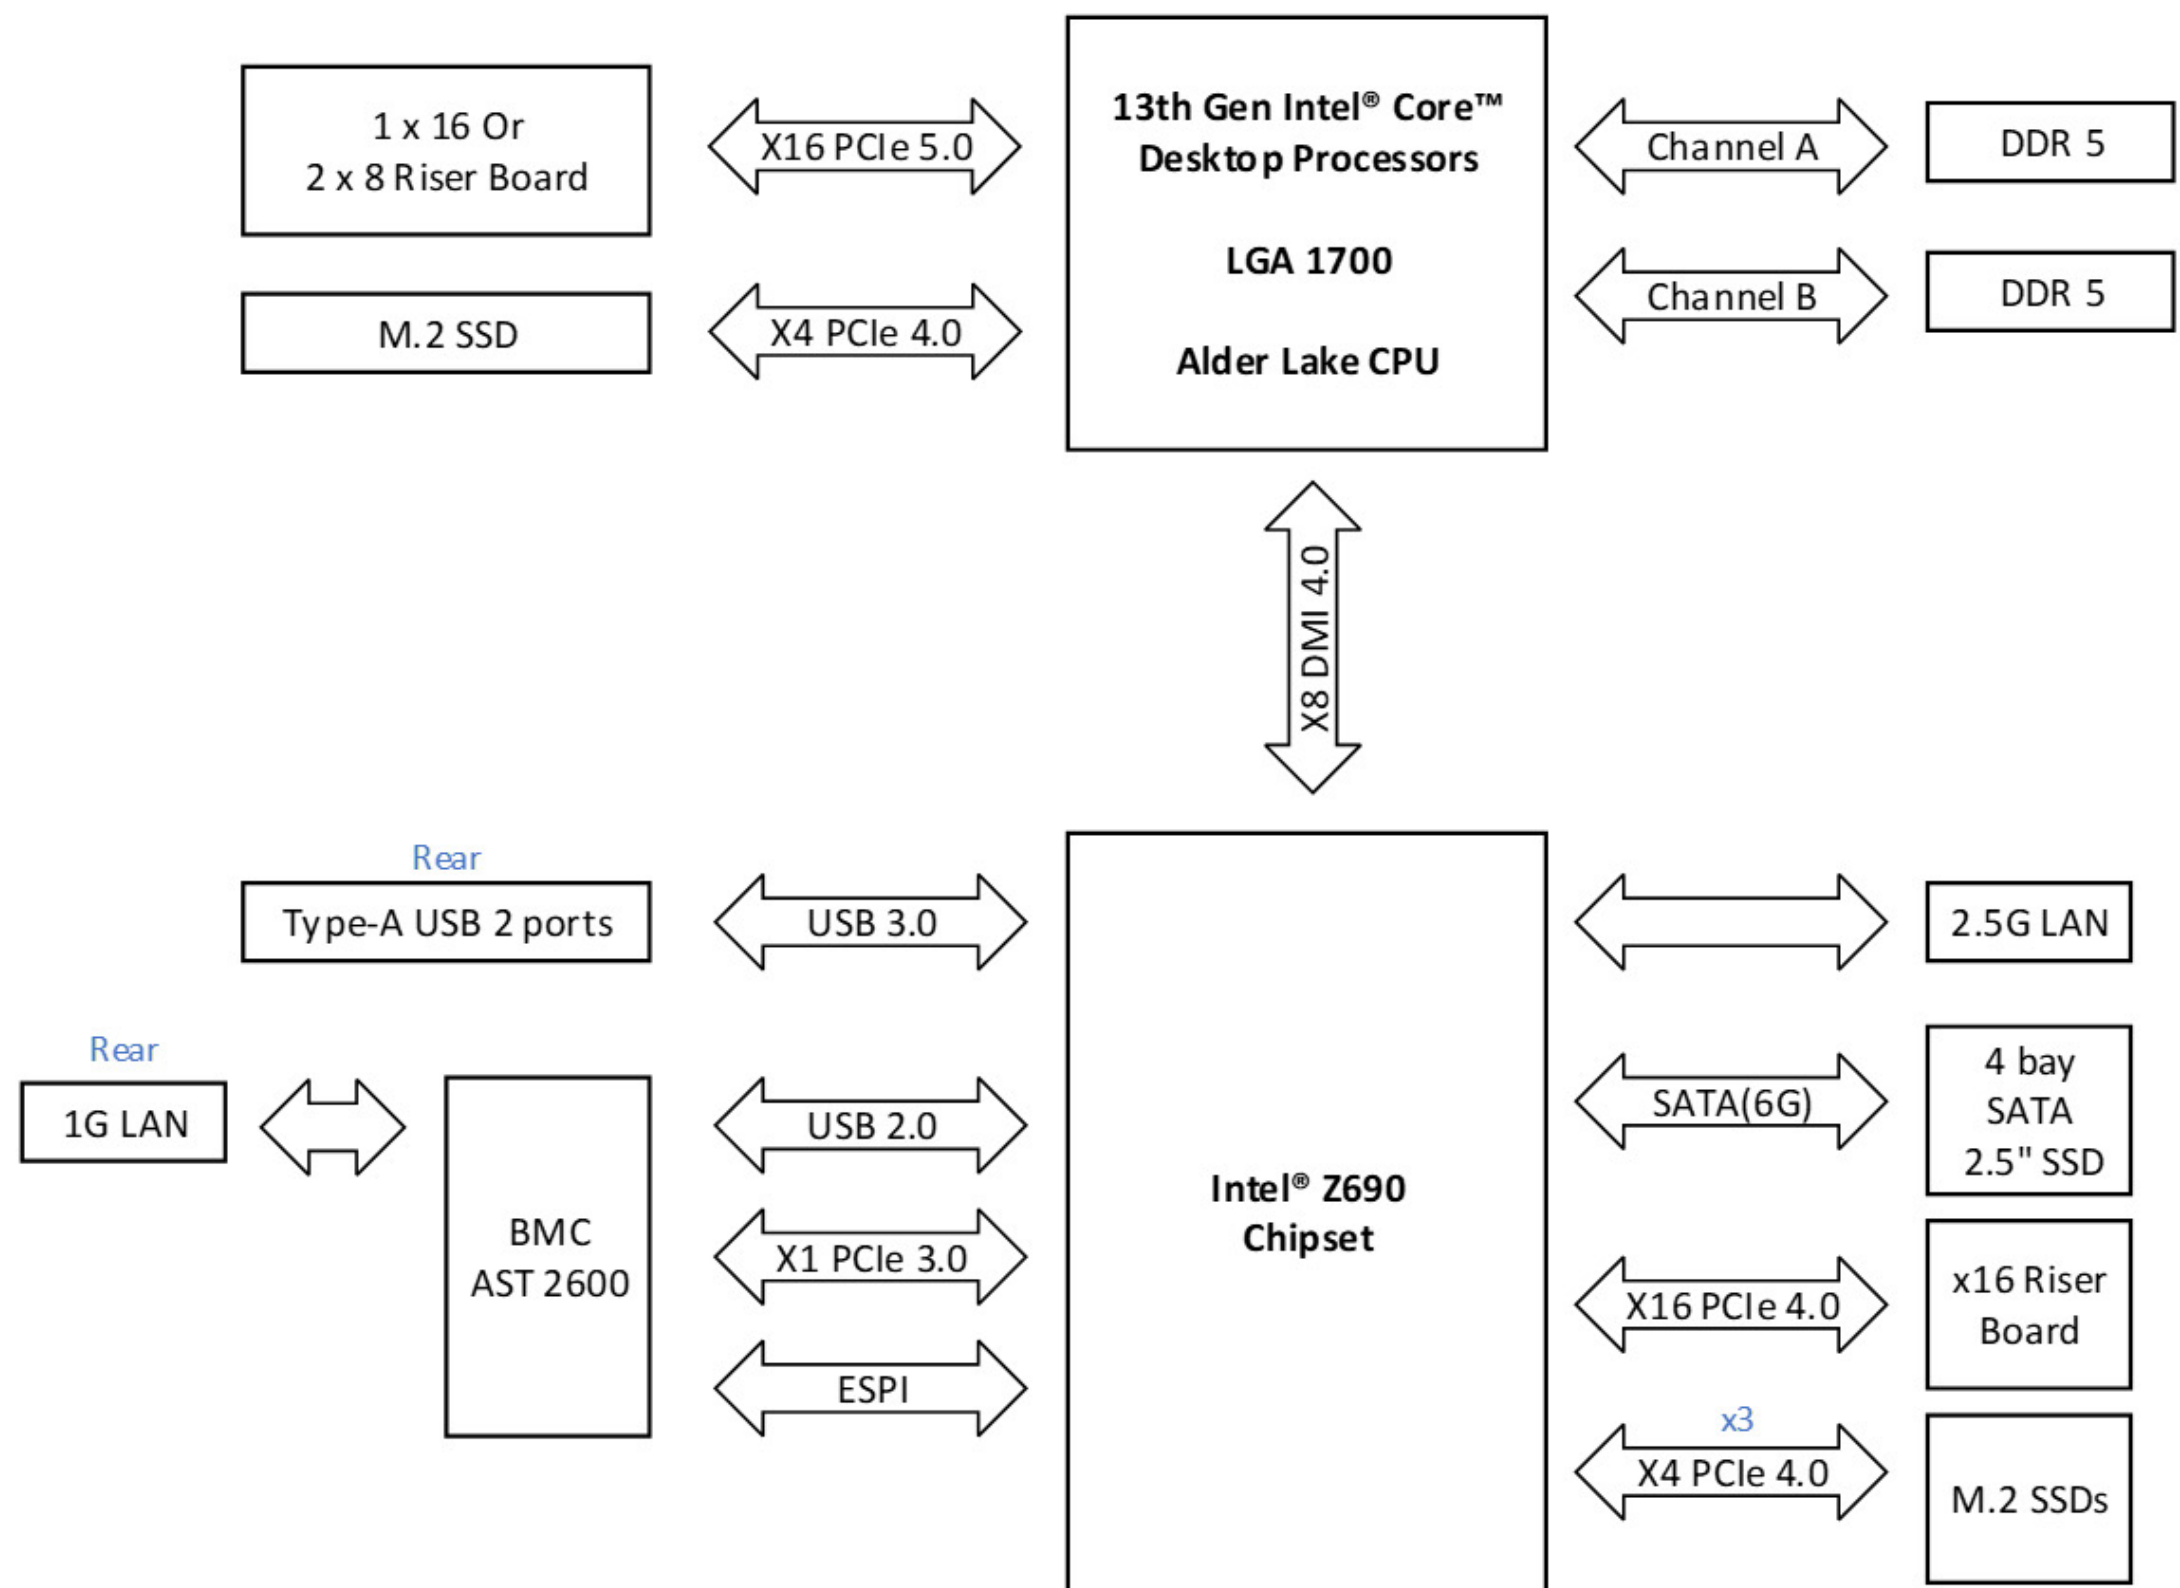 1 x 16 Or
2 x 8 Riser Board
X16 PCIe 5.0
13th Gen Intel® Core™
Desktop Processors
LGA 1700
Alder Lake CPU
Channel A
DDR 5
M.2 SSD
X4 PCIe 4.0
Channel B
DDR 5
X8 DMI 4.0
Rear
Type-A USB 2 ports
USB 3.0
2.5G LAN
Rear
1G LAN
BMC
AST 2600
USB 2.0
X1 PCIe 3.0
ESPI
Intel® Z690
Chipset
SATA(6G)
4 bay
SATA
2.5" SSD
X16 PCIe 4.0
x16 Riser
Board
x3
X4 PCIe 4.0
M.2 SSDs